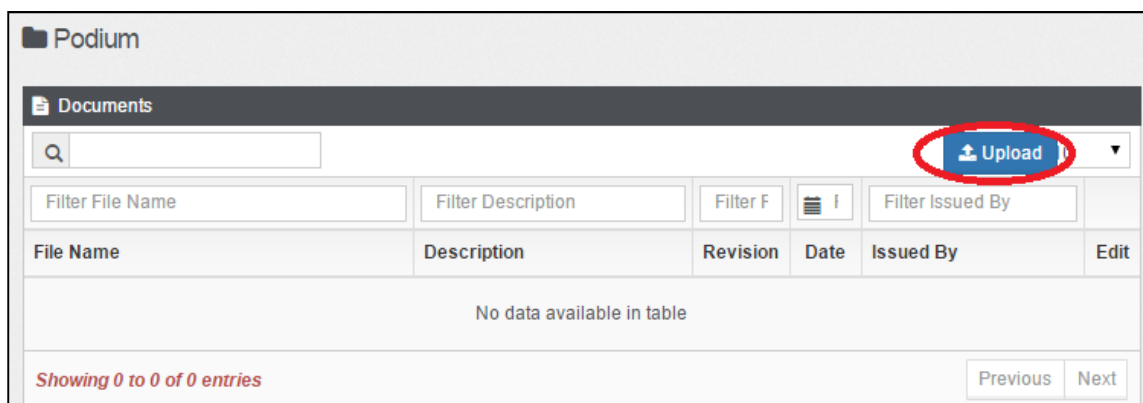 Podium
Documents
Upload
Filter File Name Filter Description Filter F Filter Issued By
File Name Description Revision Date Issued By Edit
No data available in table
Showing 0 to 0 of 0 entries Previous Next